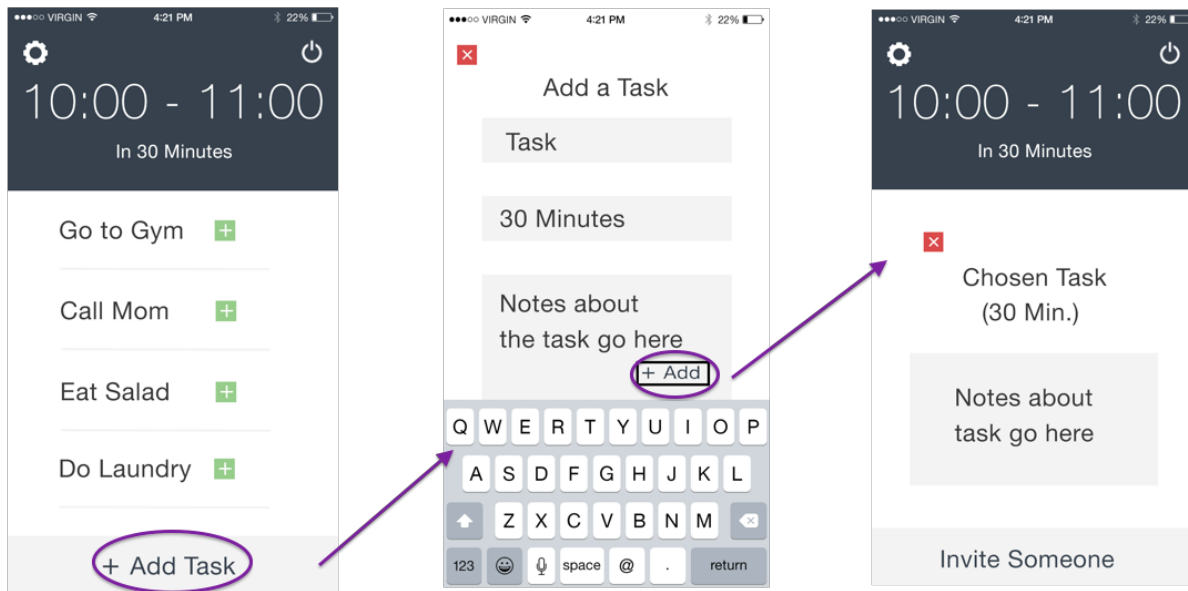 VIRGIN 4:21 PM 22%
10:00 - 11:00
In 30 Minutes
Go to Gym +
Call Mom +
Eat Salad +
Do Laundry +
+ Add Task
VIRGIN 4:21 PM 22%
Add a Task
Task
30 Minutes
Notes about
the task go here
+ Add
Q W E R T Y U I O P
A S D F G H J K L
Z X C V B N M
123 space @ . return
VIRGIN 4:21 PM 22%
10:00 - 11:00
In 30 Minutes
Chosen Task
(30 Min.)
Notes about
task go here
Invite Someone